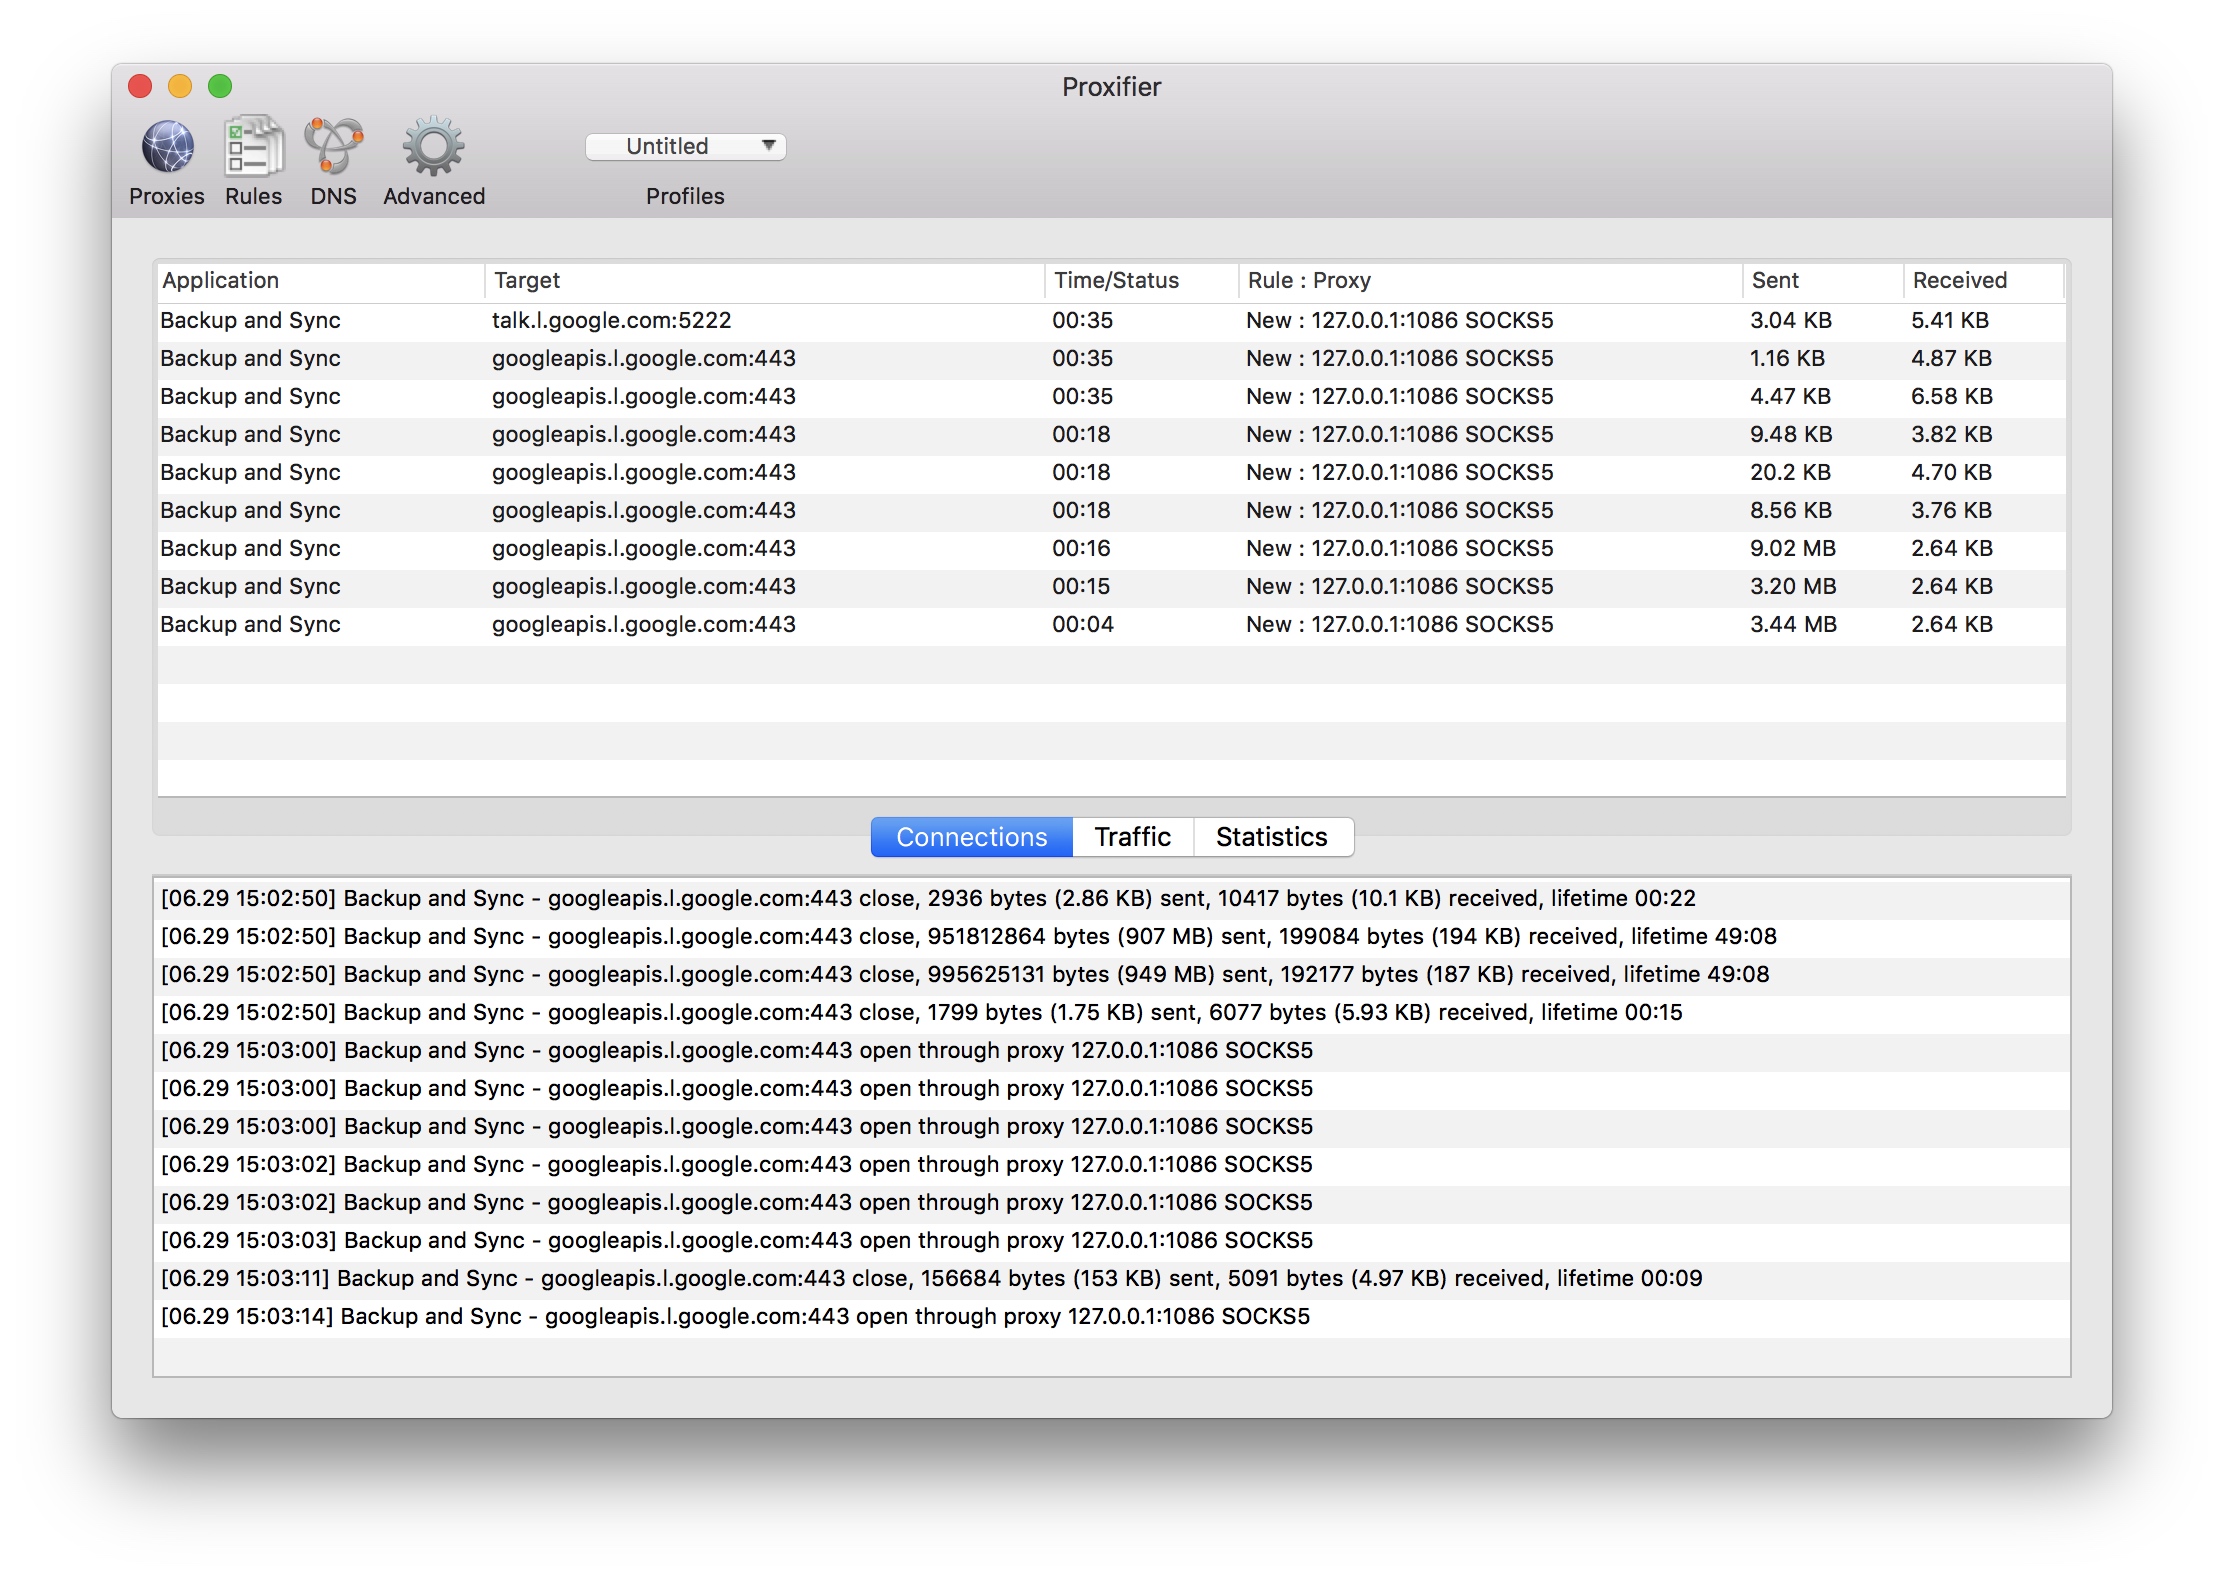 Proxifier
Untitled
Proxies Rules DNS Advanced Profiles
Application Target Time/Status Rule : Proxy Sent Received
Backup and Sync talk.l.google.com:5222 00:35 New : 127.0.0.1:1086 SOCKS5 3.04 KB 5.41 KB
Backup and Sync googleapis.l.google.com:443 00:35 New : 127.0.0.1:1086 SOCKS5 1.16 KB 4.87 KB
Backup and Sync googleapis.l.google.com:443 00:35 New : 127.0.0.1:1086 SOCKS5 4.47 KB 6.58 KB
Backup and Sync googleapis.l.google.com:443 00:18 New : 127.0.0.1:1086 SOCKS5 9.48 KB 3.82 KB
Backup and Sync googleapis.l.google.com:443 00:18 New : 127.0.0.1:1086 SOCKS5 20.2 KB 4.70 KB
Backup and Sync googleapis.l.google.com:443 00:18 New : 127.0.0.1:1086 SOCKS5 8.56 KB 3.76 KB
Backup and Sync googleapis.l.google.com:443 00:16 New : 127.0.0.1:1086 SOCKS5 9.02 MB 2.64 KB
Backup and Sync googleapis.l.google.com:443 00:15 New : 127.0.0.1:1086 SOCKS5 3.20 MB 2.64 KB
Backup and Sync googleapis.l.google.com:443 00:04 New : 127.0.0.1:1086 SOCKS5 3.44 MB 2.64 KB
Connections Traffic Statistics
[06.29 15:02:50] Backup and Sync - googleapis.l.google.com:443 close, 2936 bytes (2.86 KB) sent, 10417 bytes (10.1 KB) received, lifetime 00:22
[06.29 15:02:50] Backup and Sync - googleapis.l.google.com:443 close, 951812864 bytes (907 MB) sent, 199084 bytes (194 KB) received, lifetime 49:08
[06.29 15:02:50] Backup and Sync - googleapis.l.google.com:443 close, 995625131 bytes (949 MB) sent, 192177 bytes (187 KB) received, lifetime 49:08
[06.29 15:02:50] Backup and Sync - googleapis.l.google.com:443 close, 1799 bytes (1.75 KB) sent, 6077 bytes (5.93 KB) received, lifetime 00:15
[06.29 15:03:00] Backup and Sync - googleapis.l.google.com:443 open through proxy 127.0.0.1:1086 SOCKS5
[06.29 15:03:00] Backup and Sync - googleapis.l.google.com:443 open through proxy 127.0.0.1:1086 SOCKS5
[06.29 15:03:00] Backup and Sync - googleapis.l.google.com:443 open through proxy 127.0.0.1:1086 SOCKS5
[06.29 15:03:02] Backup and Sync - googleapis.l.google.com:443 open through proxy 127.0.0.1:1086 SOCKS5
[06.29 15:03:02] Backup and Sync - googleapis.l.google.com:443 open through proxy 127.0.0.1:1086 SOCKS5
[06.29 15:03:03] Backup and Sync - googleapis.l.google.com:443 open through proxy 127.0.0.1:1086 SOCKS5
[06.29 15:03:11] Backup and Sync - googleapis.l.google.com:443 close, 156684 bytes (153 KB) sent, 5091 bytes (4.97 KB) received, lifetime 00:09
[06.29 15:03:14] Backup and Sync - googleapis.l.google.com:443 open through proxy 127.0.0.1:1086 SOCKS5